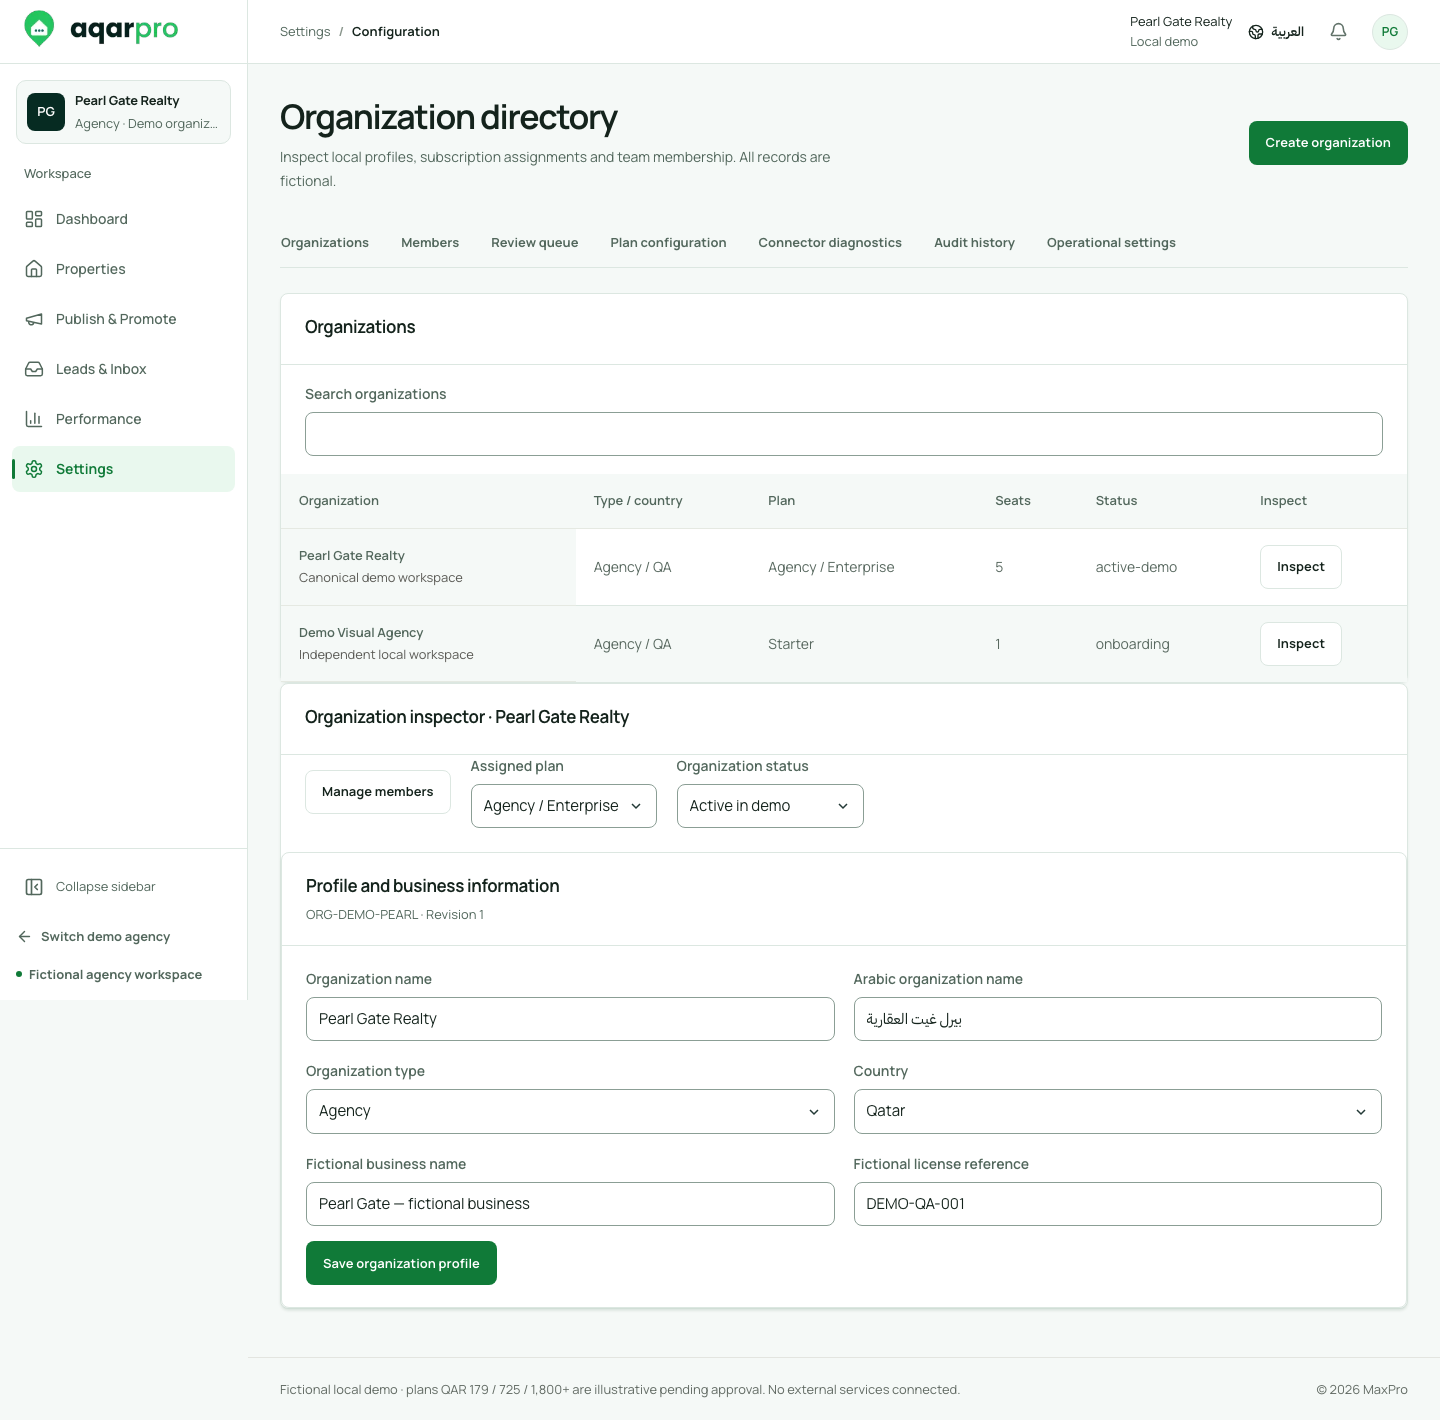 aqarpro
Settings / Configuration
Pearl Gate Realty
Local demo
العربية
PG
PG
Pearl Gate Realty
Agency · Demo organiz…
Workspace
Dashboard
Properties
Publish & Promote
Leads & Inbox
Performance
Settings
Collapse sidebar
Switch demo agency
Fictional agency workspace
Organization directory
Inspect local profiles, subscription assignments and team membership. All records are
fictional.
Create organization
Organizations Members Review queue Plan configuration Connector diagnostics Audit history Operational settings
Organizations
Search organizations
Organization Type / country Plan Seats Status Inspect
Pearl Gate Realty
Canonical demo workspace
Agency / QA Agency / Enterprise 5 active-demo Inspect
Demo Visual Agency
Independent local workspace
Agency / QA Starter 1 onboarding Inspect
Organization inspector · Pearl Gate Realty
Manage members
Assigned plan
Agency / Enterprise
Organization status
Active in demo
Profile and business information
ORG-DEMO-PEARL · Revision 1
Organization name
Pearl Gate Realty
Arabic organization name
بيرل غيت العقارية
Organization type
Agency
Country
Qatar
Fictional business name
Pearl Gate — fictional business
Fictional license reference
DEMO-QA-001
Save organization profile
Fictional local demo · plans QAR 179 / 725 / 1,800+ are illustrative pending approval. No external services connected.
© 2026 MaxPro